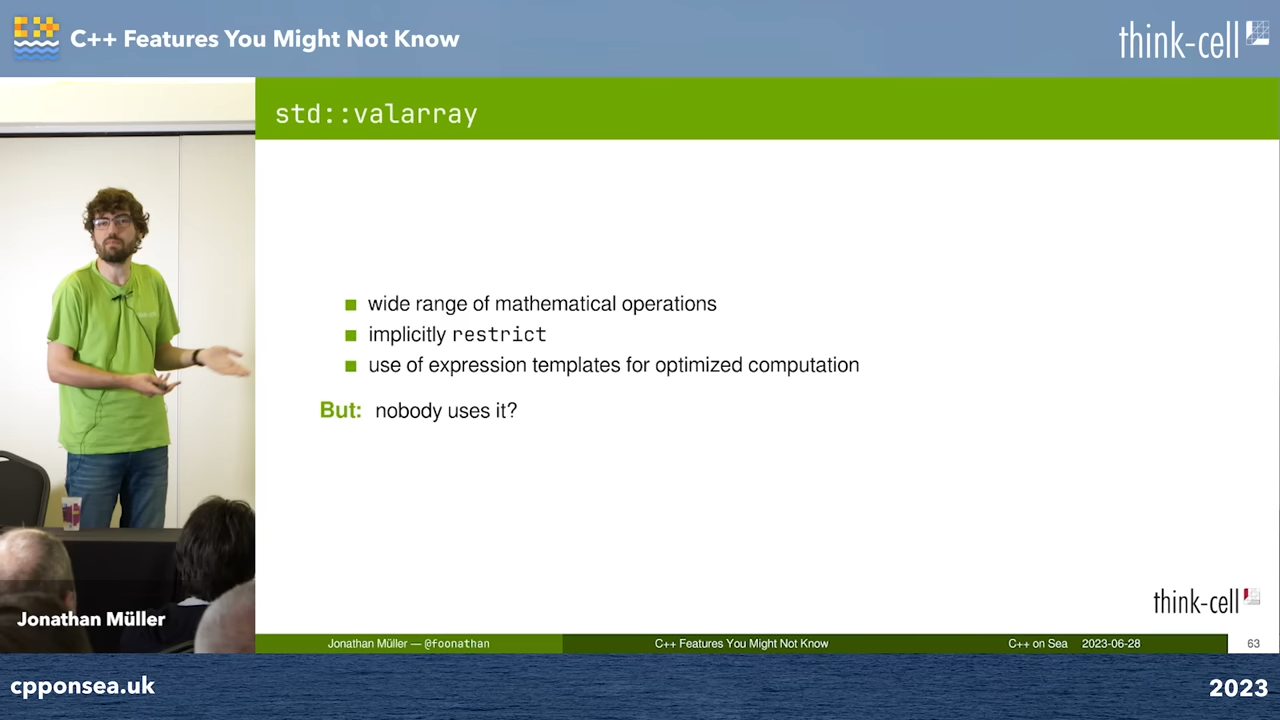 C++ Features You Might Not Know
think-cell
std::valarray
wide range of mathematical operations
implicitly restrict
use of expression templates for optimized computation
But: nobody uses it?
think-cell
Jonathan Müller
Jonathan Müller — @foonathan
C++ Features You Might Not Know
C++ on Sea 2023-06-28
63
cpponsea.uk
2023